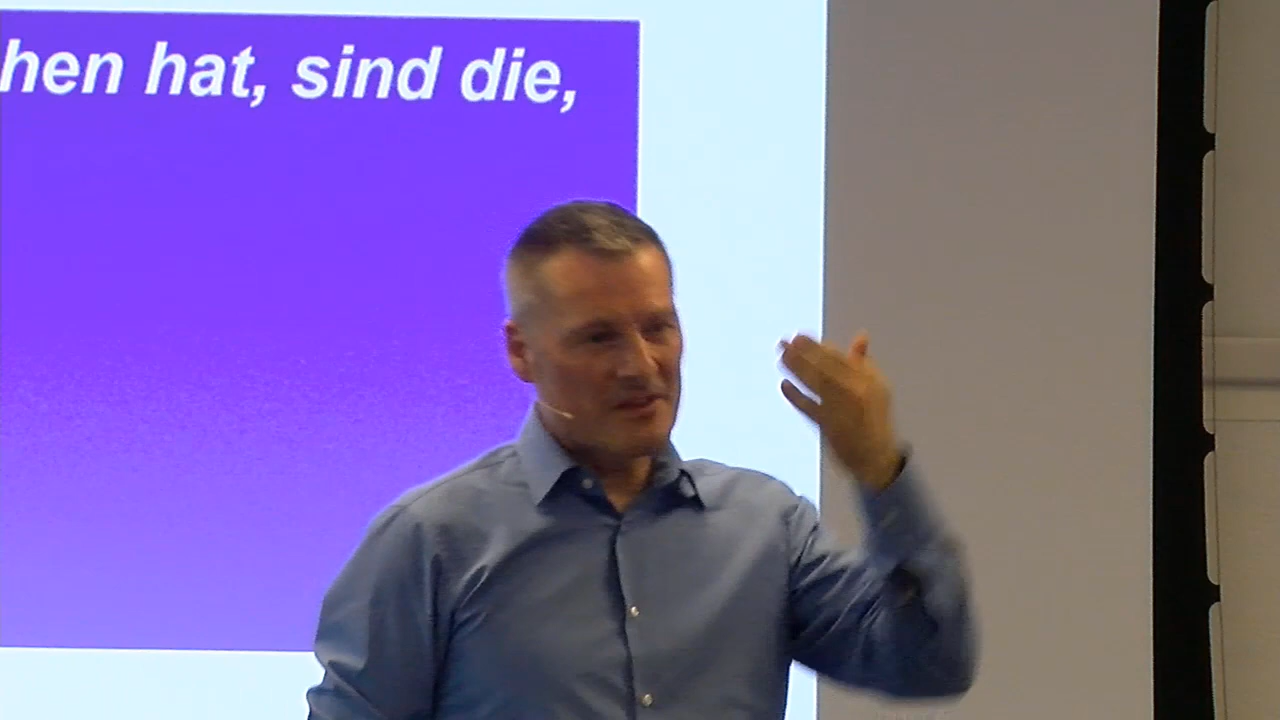 hen hat, sind die,